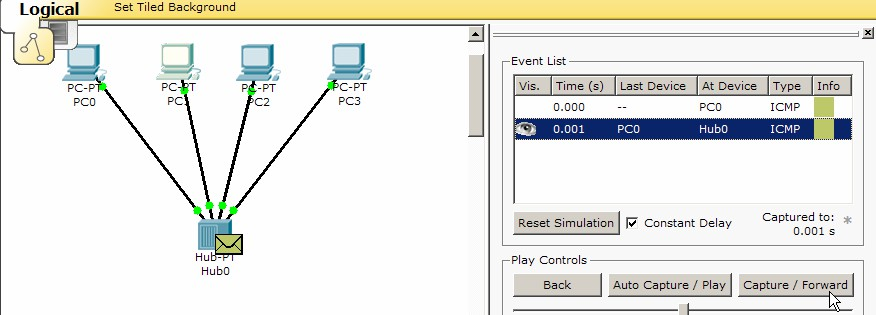 Logical
Set Tiled Background
PC-PT
PC0
PC-PT
PC-PT
PC2
PC-PT
PC3
Hub-PT
Hub0
Event List
Vis. Time (s) Last Device At Device Type Info
0.000 -- PC0 ICMP
0.001 PC0 Hub0 ICMP
Reset Simulation Constant Delay Captured to: *
0.001 s
Play Controls
Back Auto Capture / Play Capture / Forward